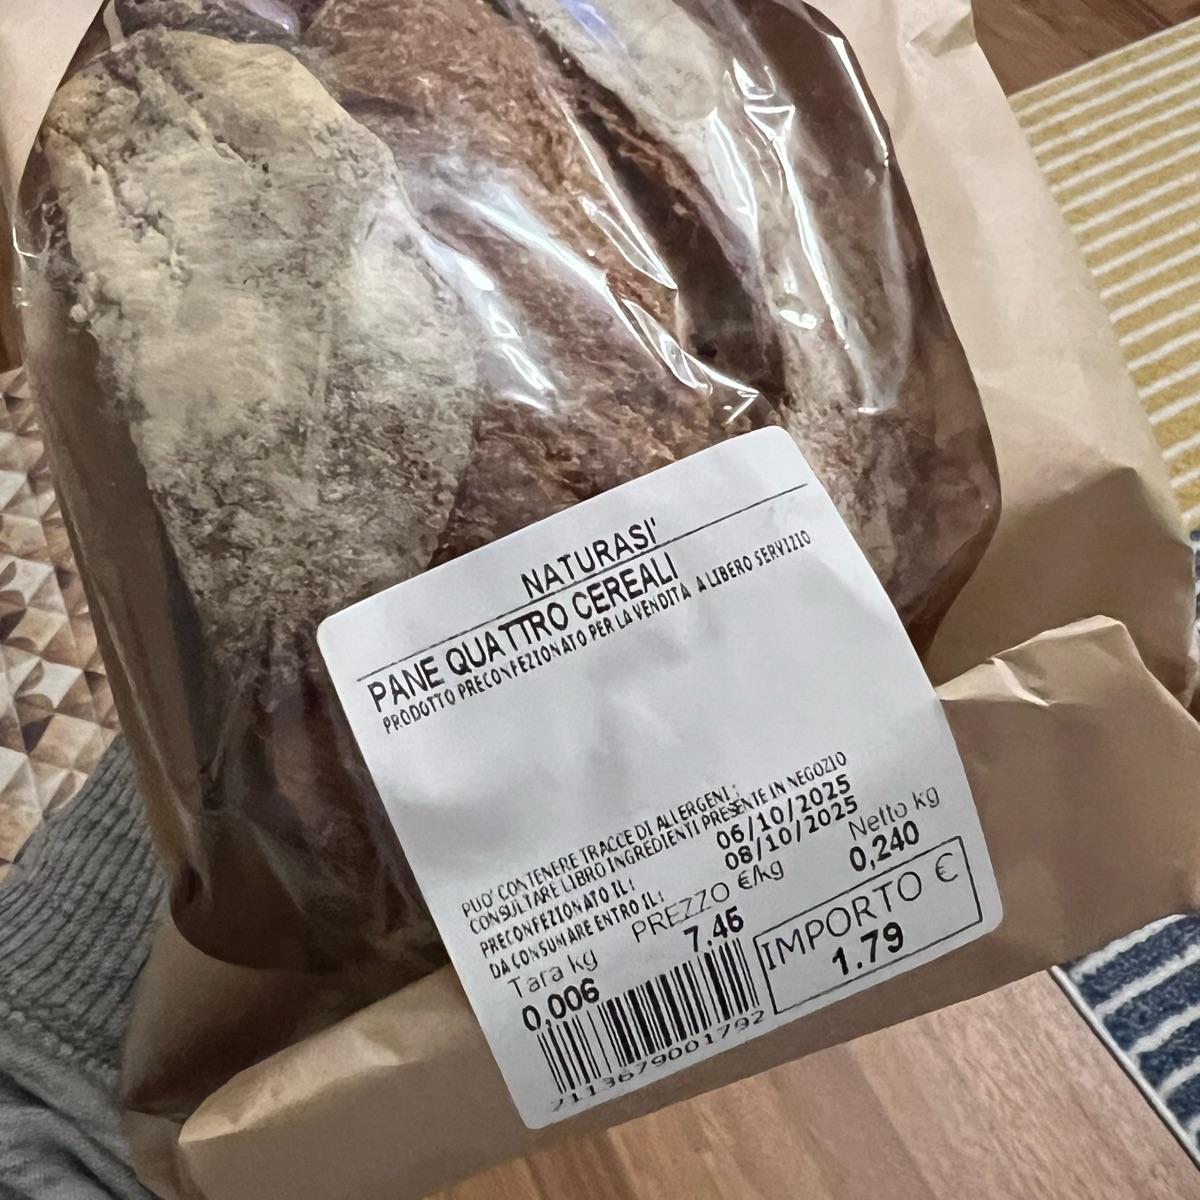 NATURASI'
PANE QUATTRO CEREALI
PRODOTTO PRECONFEZIONATO PER LA VENDITA A LIBERO SERVIZIO
PUO' CONTENERE TRACCE DI ALLERGENI;
CONSULTARE LIBRO INGREDIENTI PRESENTE IN NEGOZIO
PRECONFEZIONATO IL: 06/10/2025
DA CONSUMARE ENTRO IL: 08/10/2025
Tara kg PREZZO €/kg Netto kg
0,006 7.46 0,240
IMPORTO €
1.79
2113679001792